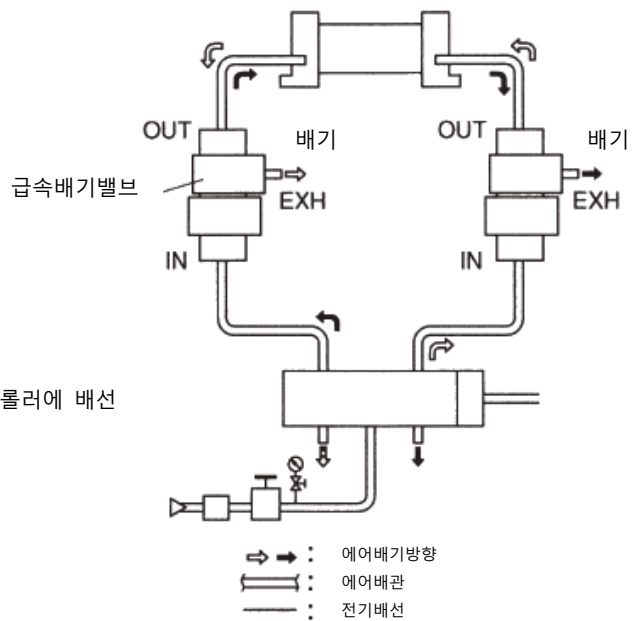 OUT
배기
OUT
배기
급속배기밸브
EXH
EXH
IN
IN
롤러에 배선
: 에어배기방향
: 에어배관
: 전기배선